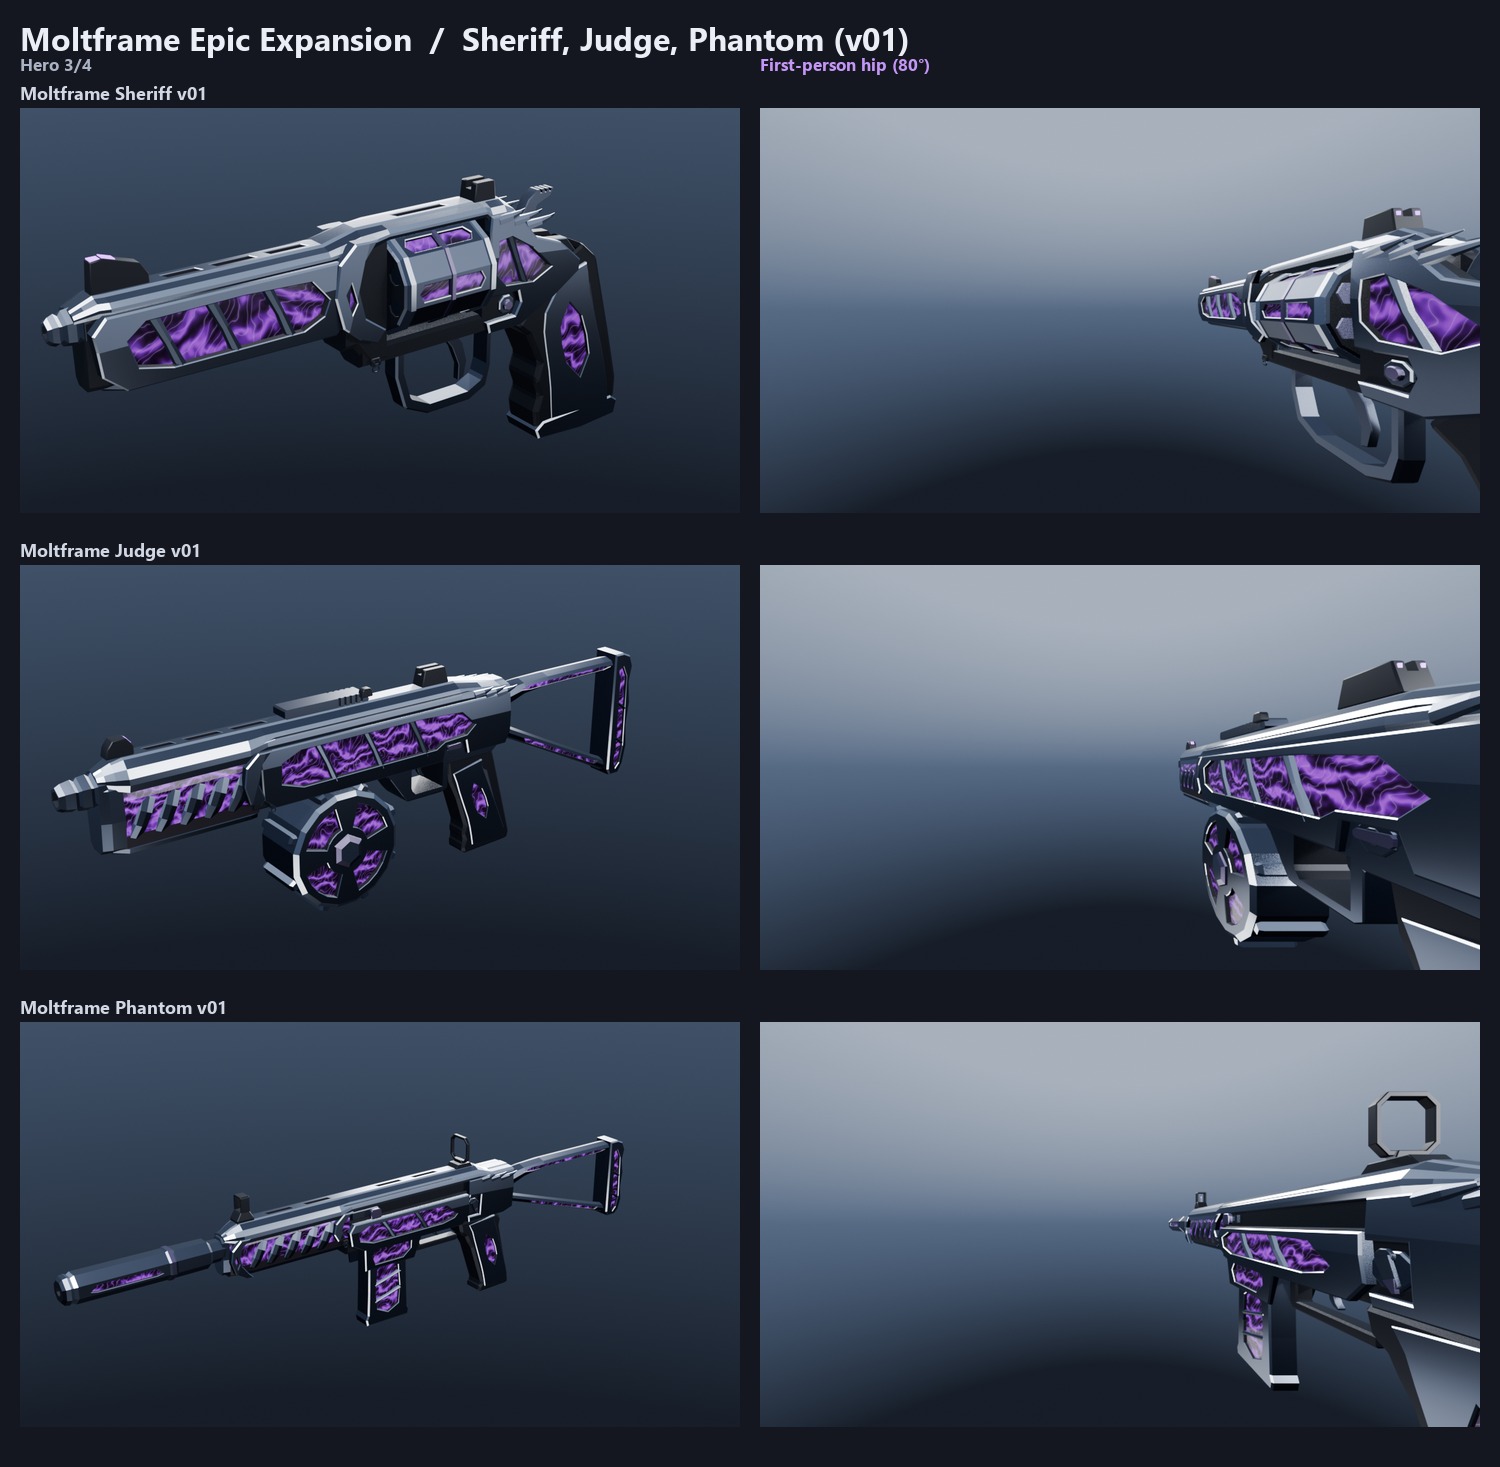 Moltframe Epic Expansion / Sheriff, Judge, Phantom (v01)
Hero 3/4
First-person hip (80°)
Moltframe Sheriff v01
Moltframe Judge v01
Moltframe Phantom v01